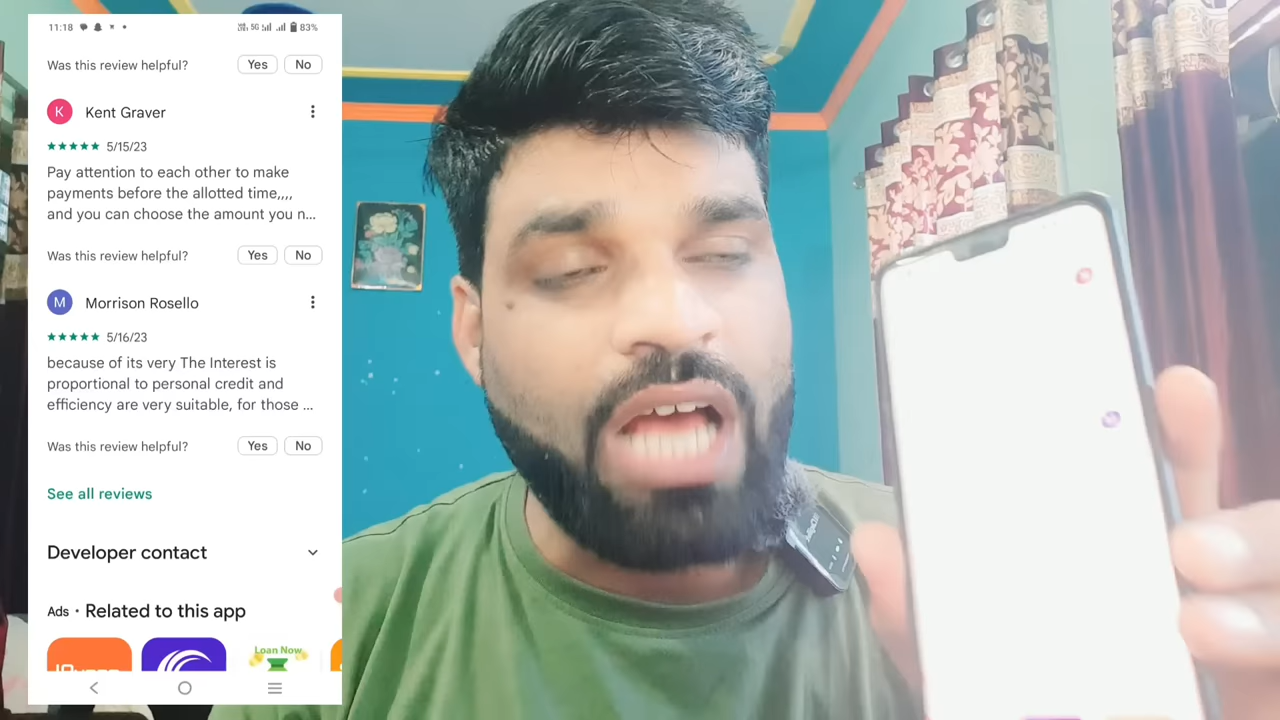 11:18
5G
83%
Was this review helpful? Yes No
K Kent Graver
5/15/23
Pay attention to each other to make
payments before the allotted time,,,,
and you can choose the amount you n...
Was this review helpful? Yes No
M Morrison Rosello
5/16/23
because of its very The Interest is
proportional to personal credit and
efficiency are very suitable, for those ...
Was this review helpful? Yes No
See all reviews
Developer contact
Ads • Related to this app
Loan Now